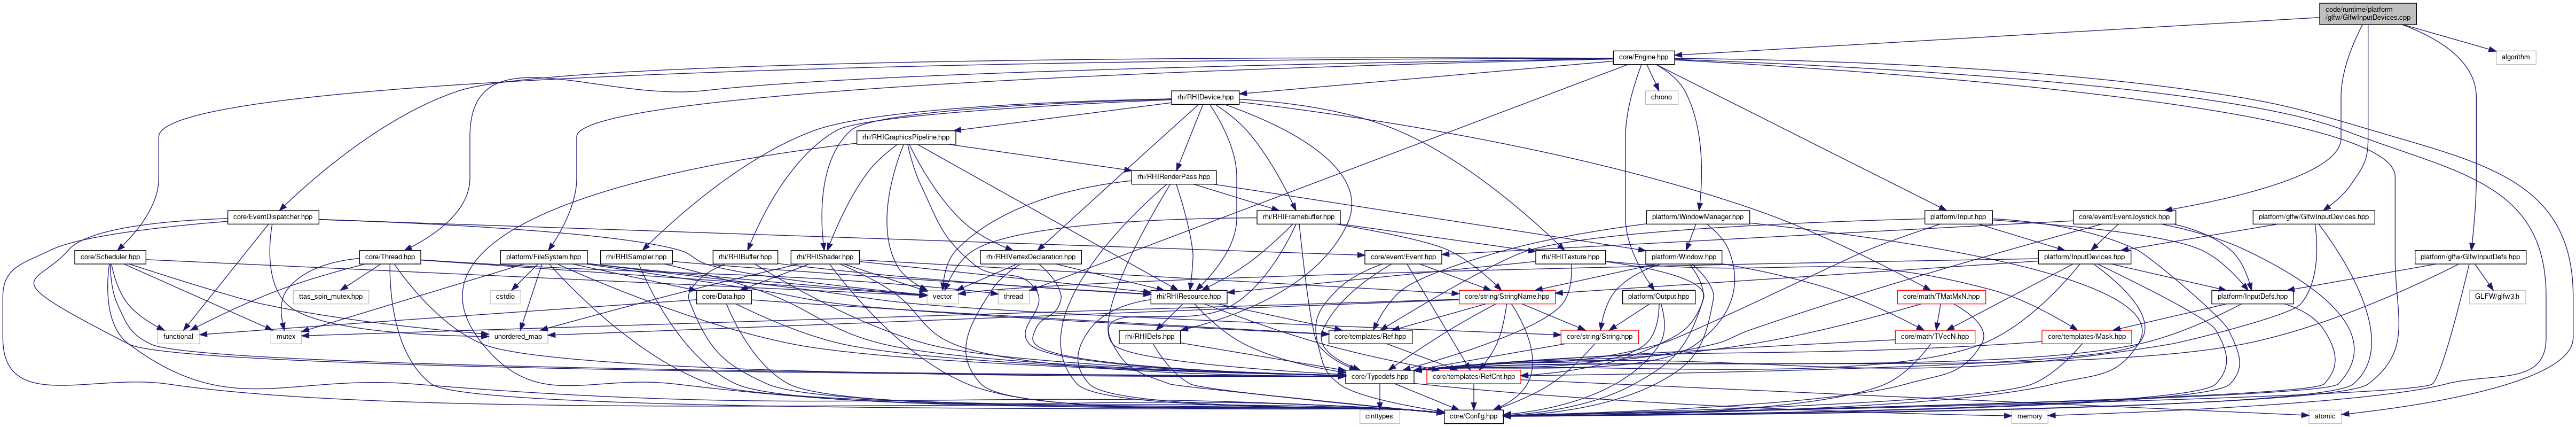 code/runtime/platform
/glfw/GlfwInputDevices.cpp
core/Engine.hpp
algorithm
rhi/RHIDevice.hpp
chrono
rhi/RHIGraphicsPipeline.hpp
rhi/RHIRenderPass.hpp
core/EventDispatcher.hpp
rhi/RHIFramebuffer.hpp
platform/WindowManager.hpp
platform/Input.hpp
core/event/EventJoystick.hpp
platform/glfw/GlfwInputDevices.hpp
core/Scheduler.hpp
core/Thread.hpp
platform/FileSystem.hpp
rhi/RHISampler.hpp
rhi/RHIBuffer.hpp
rhi/RHIShader.hpp
rhi/RHIVertexDeclaration.hpp
core/event/Event.hpp
rhi/RHITexture.hpp
platform/Window.hpp
platform/InputDevices.hpp
platform/glfw/GlfwInputDefs.hpp
ttas_spin_mutex.hpp
cstdio
core/Data.hpp
vector
thread
rhi/RHIResource.hpp
core/string/StringName.hpp
platform/Output.hpp
core/math/TMatMxN.hpp
platform/InputDefs.hpp
GLFW/glfw3.h
functional
mutex
unordered_map
rhi/RHIDefs.hpp
core/templates/Ref.hpp
core/string/String.hpp
core/math/TVecN.hpp
core/templates/Mask.hpp
core/Typedefs.hpp
core/templates/RefCnt.hpp
cinttypes
core/Config.hpp
memory
atomic